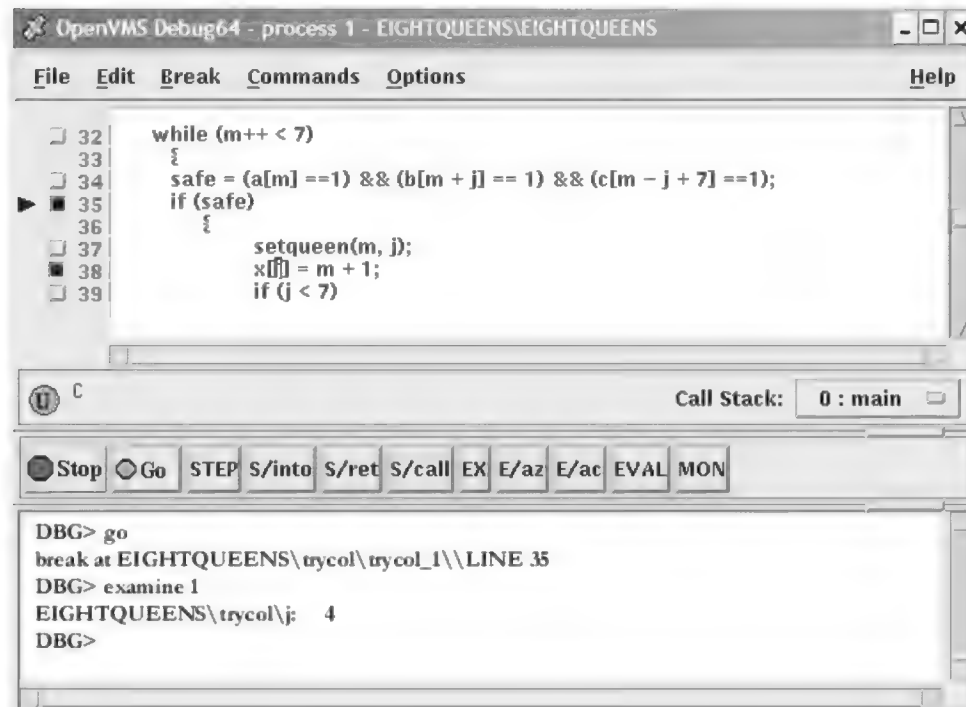 OpenVMS Debug64 - process 1 - EIGHTQUEENS\EIGHTQUEENS
File Edit Break Commands Options Help
32 while (m++ < 7)
33 {
34 safe = (a[m] ==1) && (b[m + j] == 1) && (c[m - j + 7] ==1);
35 if (safe)
36 {
37 setqueen(m, j);
38 x[j] = m + 1;
39 if (j < 7)
U C Call Stack: 0 : main
Stop Go STEP S/into S/ret S/call EX E/az E/ac EVAL MON
DBG> go
break at EIGHTQUEENS\trycol\trycol_1\\LINE 35
DBG> examine 1
EIGHTQUEENS\trycol\j: 4
DBG>